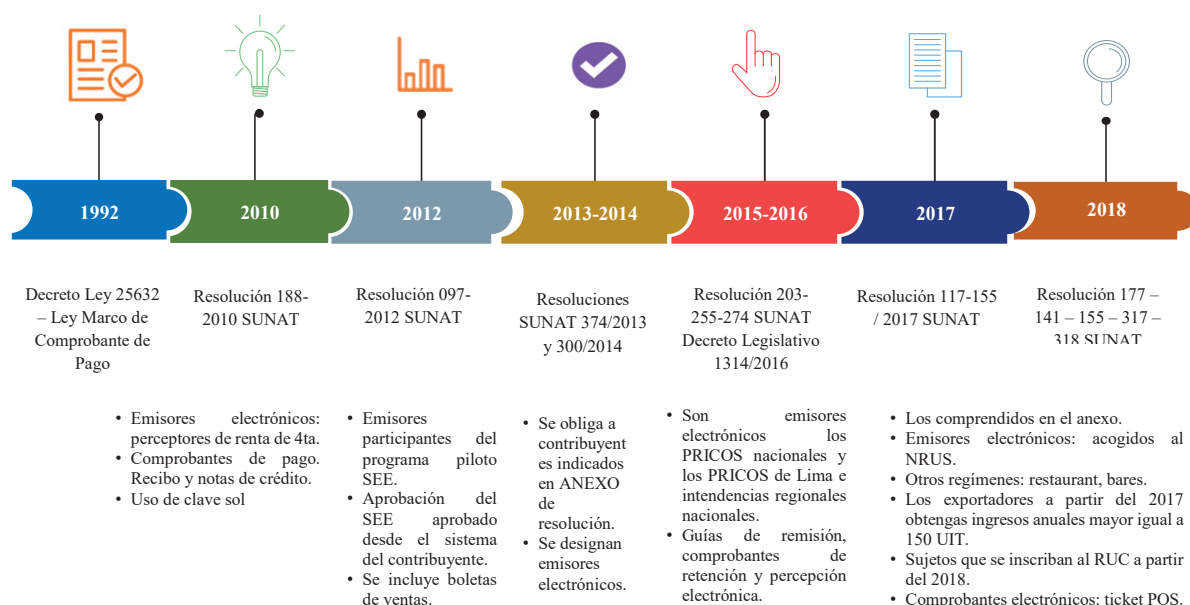 1992
2010
2012
2013-2014
2015-2016
2017
2018
Decreto Ley 25632
– Ley Marco de
Comprobante de
Pago
Resolución 188-
2010 SUNAT
Resolución 097-
2012 SUNAT
Resoluciones
SUNAT 374/2013
y 300/2014
Resolución 203-
255-274 SUNAT
Decreto Legislativo
1314/2016
Resolución 117-155
/ 2017 SUNAT
Resolución 177 –
141 – 155 – 317 –
318 SUNAT
• Emisores electrónicos:
perceptores de renta de 4ta.
• Comprobantes de pago.
Recibo y notas de crédito.
• Uso de clave sol
• Emisores
participantes del
programa piloto
SEE.
• Aprobación del
SEE aprobado
desde el sistema
del contribuyente.
• Se incluye boletas
de ventas.
• Se obliga a
contribuyent
es indicados
en ANEXO
de
resolución.
• Se designan
emisores
electrónicos.
• Son emisores
electrónicos los
PRICOS nacionales y
los PRICOS de Lima e
intendencias regionales
nacionales.
• Guías de remisión,
comprobantes de
retención y percepción
electrónica.
• Los comprendidos en el anexo.
• Emisores electrónicos: acogidos al
NRUS.
• Otros regímenes: restaurant, bares.
• Los exportadores a partir del 2017
obtengas ingresos anuales mayor igual a
150 UIT.
• Sujetos que se inscriban al RUC a partir
del 2018.
• Comprobantes electrónicos: ticket POS.